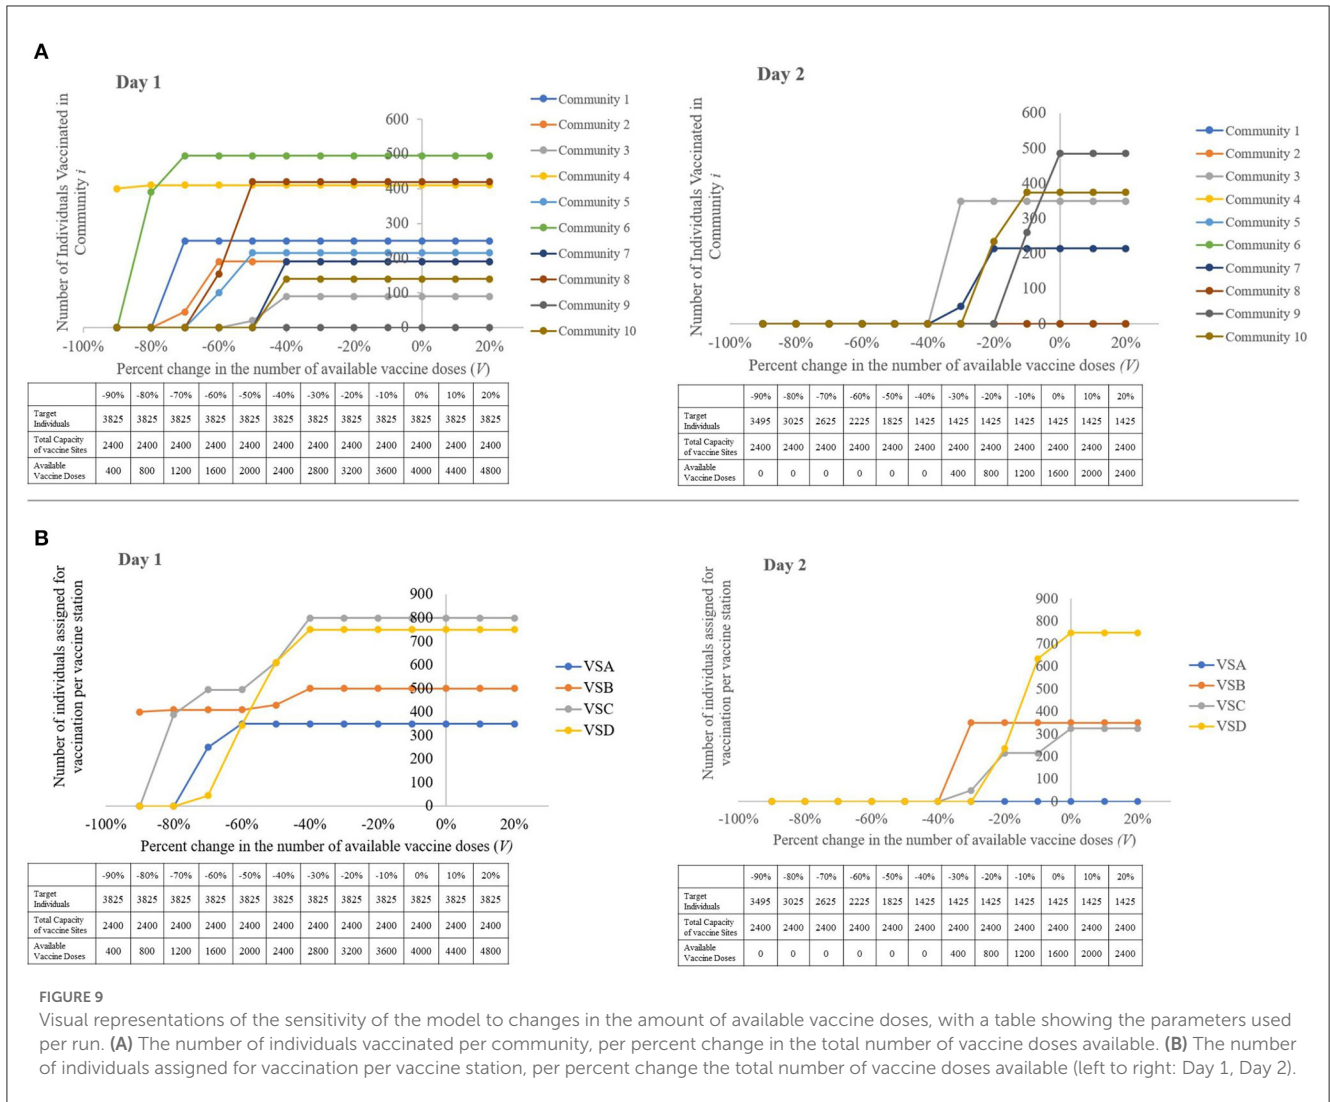 A
Day 1
Number of Individuals Vaccinated in
Community i
600
500
400
300
200
100
0
-100%
-80%
-60%
-40%
-20%
0%
20%
Percent change in the number of available vaccine doses (V)
Community 1
Community 2
Community 3
Community 4
Community 5
Community 6
Community 7
Community 8
Community 9
Community 10
-90% -80% -70% -60% -50% -40% -30% -20% -10% 0% 10% 20%
Target
Individuals
3825 3825 3825 3825 3825 3825 3825 3825 3825 3825 3825 3825
Total Capacity
of vaccine Sites
2400 2400 2400 2400 2400 2400 2400 2400 2400 2400 2400 2400
Available
Vaccine Doses
400 800 1200 1600 2000 2400 2800 3200 3600 4000 4400 4800
Day 2
Number of Individuals Vaccinated in
Community i
600
500
400
300
200
100
0
-100%
-80%
-60%
-40%
-20%
0%
20%
Percent change in the number of available vaccine doses (V)
Community 1
Community 2
Community 3
Community 4
Community 5
Community 6
Community 7
Community 8
Community 9
Community 10
-90% -80% -70% -60% -50% -40% -30% -20% -10% 0% 10% 20%
Target
Individuals
3495 3025 2625 2225 1825 1425 1425 1425 1425 1425 1425 1425
Total Capacity
of vaccine Sites
2400 2400 2400 2400 2400 2400 2400 2400 2400 2400 2400 2400
Available
Vaccine Doses
0 0 0 0 0 0 400 800 1200 1600 2000 2400
B
Day 1
Number of individuals assigned for
vaccination per vaccine station
900
800
700
600
500
400
300
200
100
0
-100%
-80%
-60%
-40%
-20%
0%
20%
Percent change in the number of available vaccine doses (V)
VSA
VSB
VSC
VSD
-90% -80% -70% -60% -50% -40% -30% -20% -10% 0% 10% 20%
Target
Individuals
3825 3825 3825 3825 3825 3825 3825 3825 3825 3825 3825 3825
Total Capacity
of vaccine Sites
2400 2400 2400 2400 2400 2400 2400 2400 2400 2400 2400 2400
Available
Vaccine Doses
400 800 1200 1600 2000 2400 2800 3200 3600 4000 4400 4800
Day 2
Number of individuals assigned for
vaccination per vaccine station
900
800
700
600
500
400
300
200
100
0
-100%
-80%
-60%
-40%
-20%
0%
20%
Percent change in the number of available vaccine doses (V)
VSA
VSB
VSC
VSD
-90% -80% -70% -60% -50% -40% -30% -20% -10% 0% 10% 20%
Target
Individuals
3495 3025 2625 2225 1825 1425 1425 1425 1425 1425 1425 1425
Total Capacity
of vaccine Sites
2400 2400 2400 2400 2400 2400 2400 2400 2400 2400 2400 2400
Available
Vaccine Doses
0 0 0 0 0 0 400 800 1200 1600 2000 2400
FIGURE 9
Visual representations of the sensitivity of the model to changes in the amount of available vaccine doses, with a table showing the parameters used
per run. (A) The number of individuals vaccinated per community, per percent change in the total number of vaccine doses available. (B) The number
of individuals assigned for vaccination per vaccine station, per percent change the total number of vaccine doses available (left to right: Day 1, Day 2).